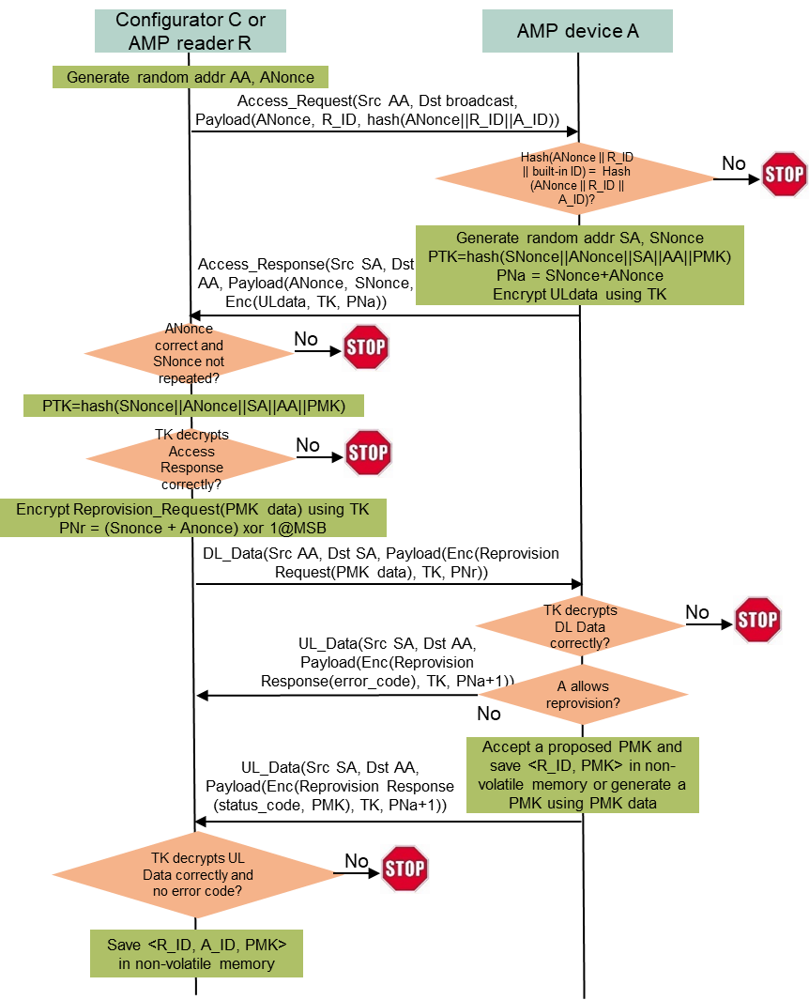 Configurator C or
AMP reader R
AMP device A
Generate random addr AA, ANonce
Access_Request(Src AA, Dst broadcast,
Payload(ANonce, R_ID, hash(ANonce||R_ID||A_ID))
Hash(ANonce || R_ID
|| built-in ID) = Hash
(ANonce || R_ID ||
A_ID)?
No
STOP
Generate random addr SA, SNonce
PTK=hash(SNonce||ANonce||SA||AA||PMK)
PNa = SNonce+ANonce
Encrypt ULdata using TK
Access_Response(Src SA, Dst
AA, Payload(ANonce, SNonce,
Enc(ULdata, TK, PNa))
ANonce
correct and
SNonce not
repeated?
No
STOP
PTK=hash(SNonce||ANonce||SA||AA||PMK)
TK decrypts
Access
Response
correctly?
No
STOP
Encrypt Reprovision_Request(PMK data) using TK
PNr = (Snonce + Anonce) xor 1@MSB
DL_Data(Src AA, Dst SA, Payload(Enc(Reprovision
Request(PMK data), TK, PNr))
TK decrypts
DL Data
correctly?
No
STOP
UL_Data(Src SA, Dst AA,
Payload(Enc(Reprovision
Response(error_code), TK, PNa+1))
A allows
reprovision?
No
Accept a proposed PMK and
save <R_ID, PMK> in non-
volatile memory or generate a
PMK using PMK data
UL_Data(Src SA, Dst AA,
Payload(Enc(Reprovision Response
(status_code, PMK), TK, PNa+1))
TK decrypts UL
Data correctly and
no error code?
No
STOP
Save <R_ID, A_ID, PMK>
in non-volatile memory